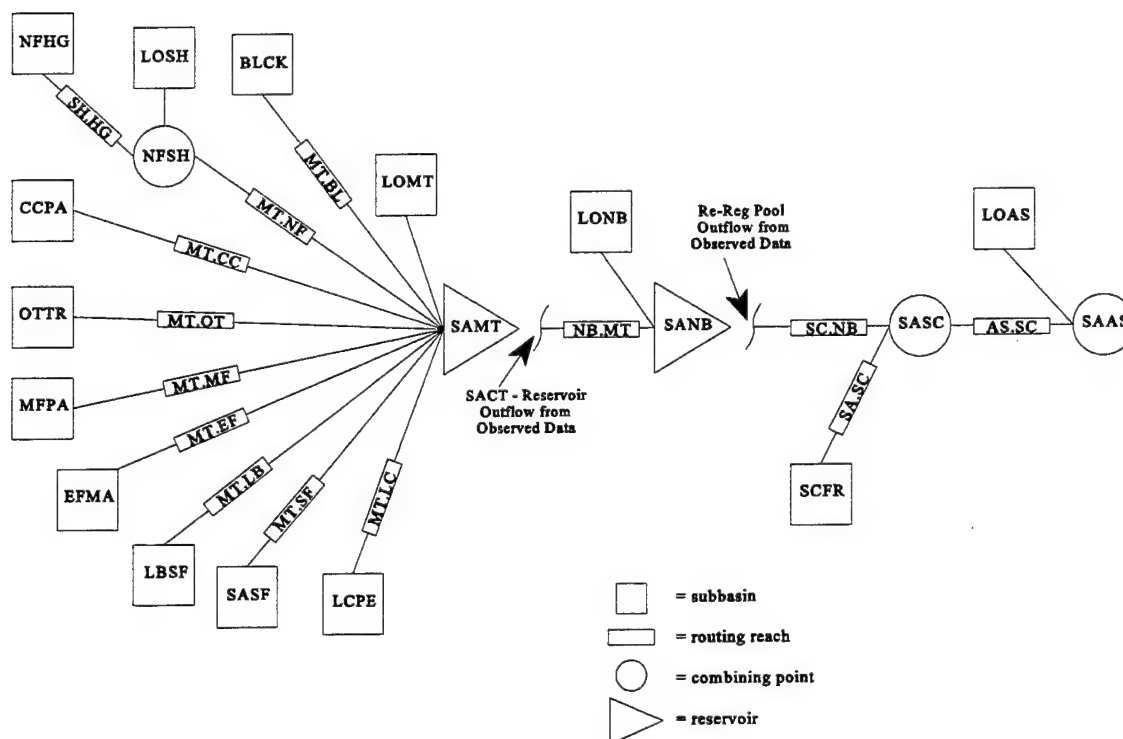 NFHG
LOSH
BLCK
SH.HG
NFSH
MT.BL
LOMT
CCPA
MT.NF
MT.CC
LONB
Re-Reg Pool
Outflow from
Observed Data
LOAS
OTTR
MT.OT
SAMT
NB.MT
SANB
SC.NB
SASC
AS.SC
SAAS
MFPA
MT.MF
SACT - Reservoir
Outflow from
Observed Data
MT.EF
SA.SC
EFMA
MT.LB
MT.SF
MT.LC
SCFR
LBSF
SASF
LCPE
= subbasin
= routing reach
= combining point
= reservoir